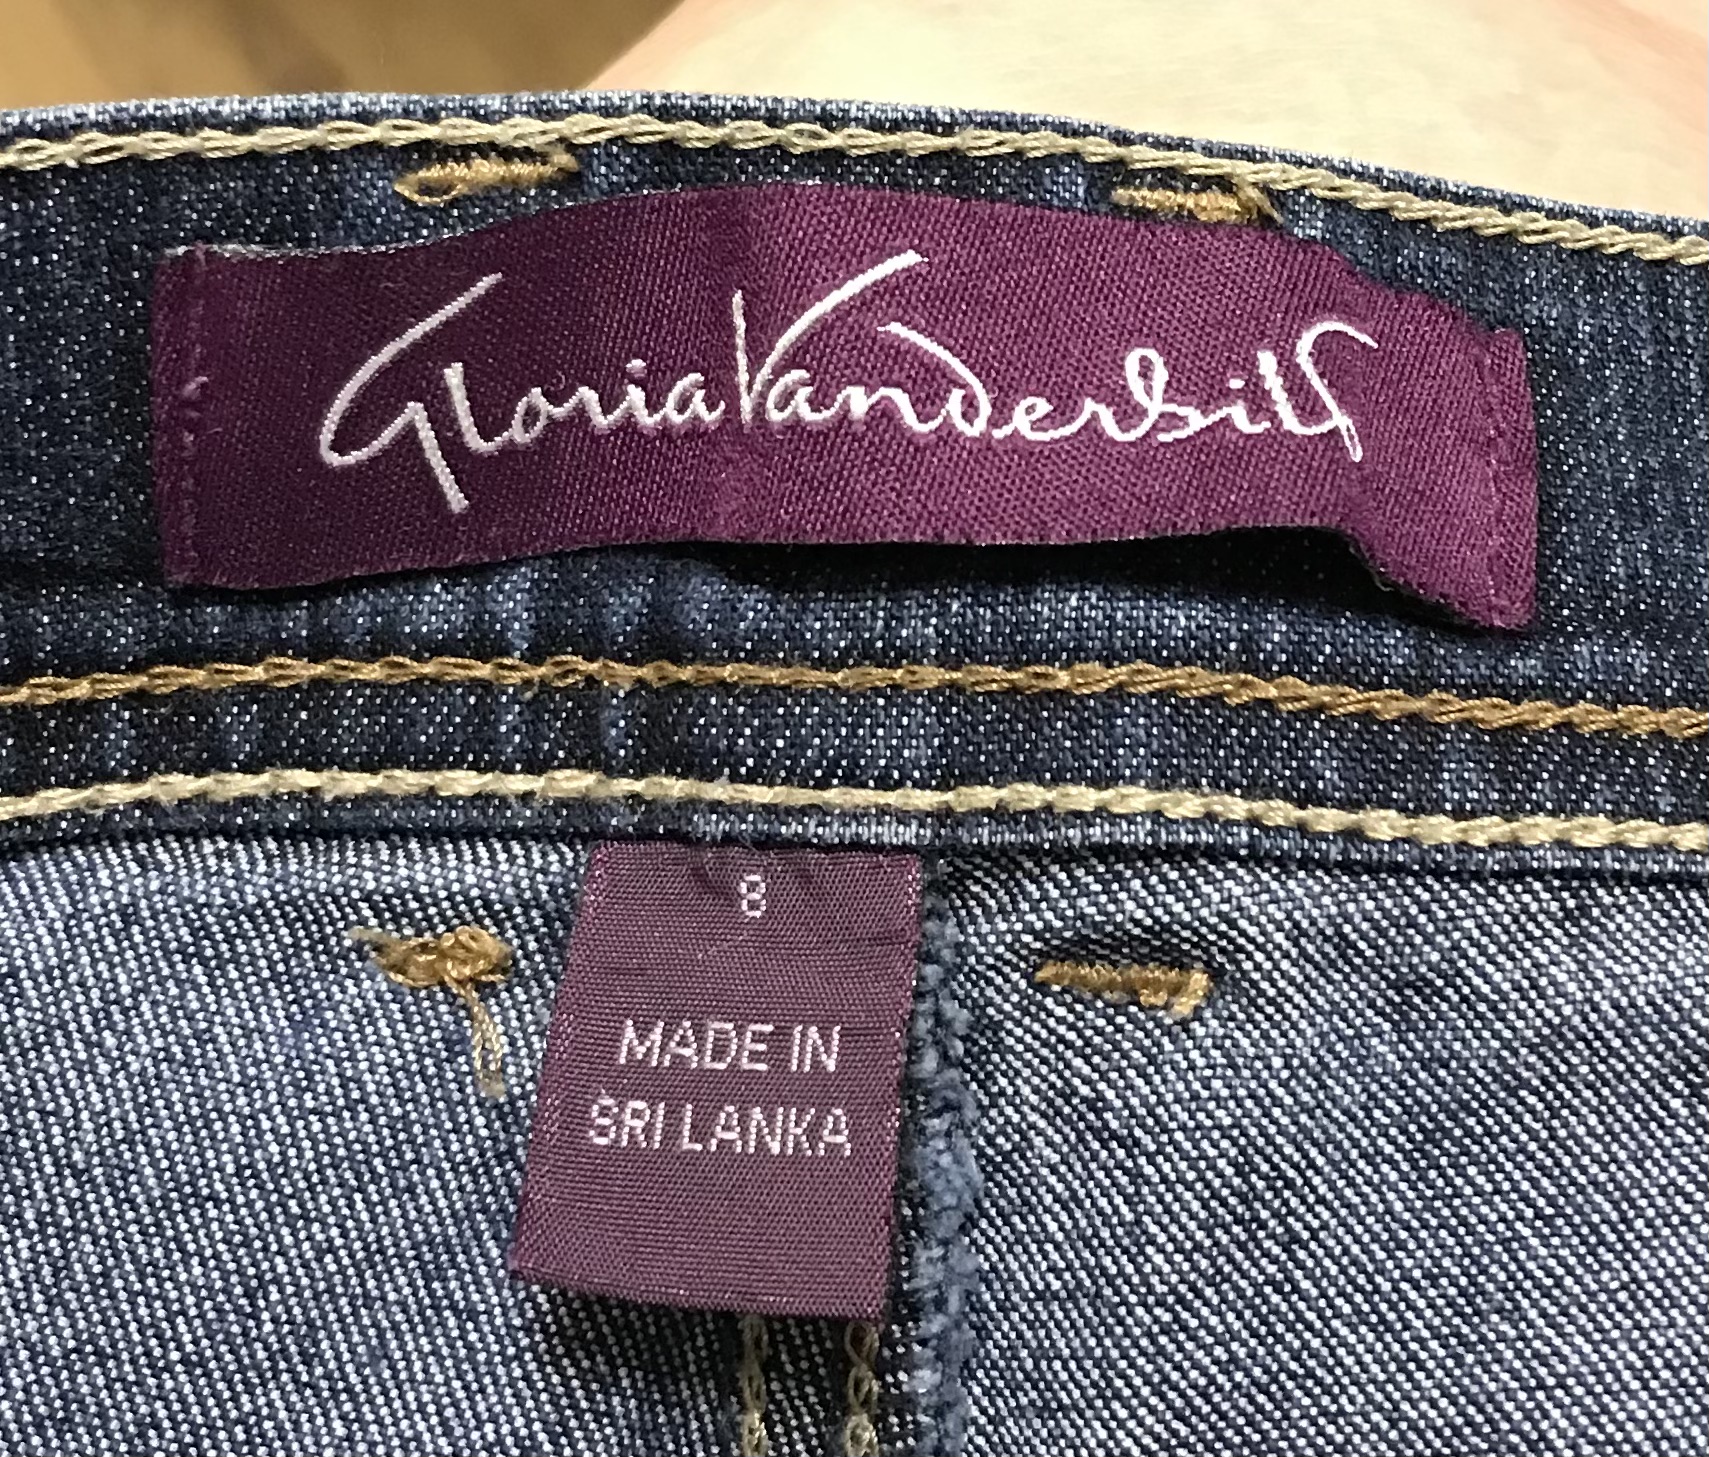 Gloria Vanderbilt
8
MADE IN
SRI LANKA